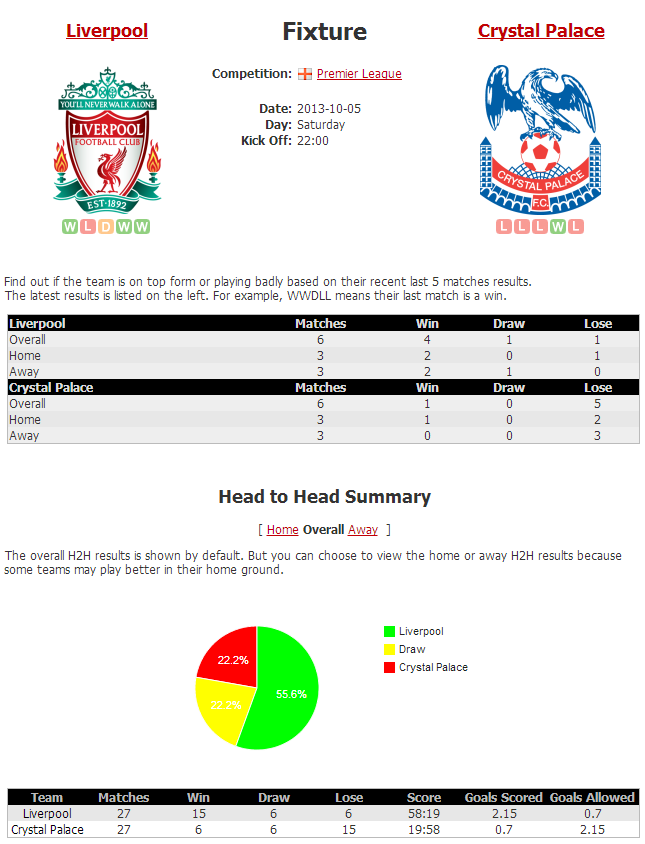 Liverpool
Fixture
Crystal Palace
Competition: Premier League
Date: 2013-10-05
Day: Saturday
Kick Off: 22:00
YOU'LL NEVER WALK ALONE
LIVERPOOL
FOOTBALL CLUB
EST·1892
CRYSTAL PALACE
F.C.
W L D W W
L L L W L
Find out if the team is on top form or playing badly based on their recent last 5 matches results.
The latest results is listed on the left. For example, WWDLL means their last match is a win.
Liverpool Matches Win Draw Lose
Overall 6 4 1 1
Home 3 2 0 1
Away 3 2 1 0
Crystal Palace Matches Win Draw Lose
Overall 6 1 0 5
Home 3 1 0 2
Away 3 0 0 3
Head to Head Summary
[ Home Overall Away ]
The overall H2H results is shown by default. But you can choose to view the home or away H2H results because
some teams may play better in their home ground.
Liverpool
Draw
Crystal Palace
22.2%
55.6%
22.2%
Team Matches Win Draw Lose Score Goals Scored Goals Allowed
Liverpool 27 15 6 6 58:19 2.15 0.7
Crystal Palace 27 6 6 15 19:58 0.7 2.15